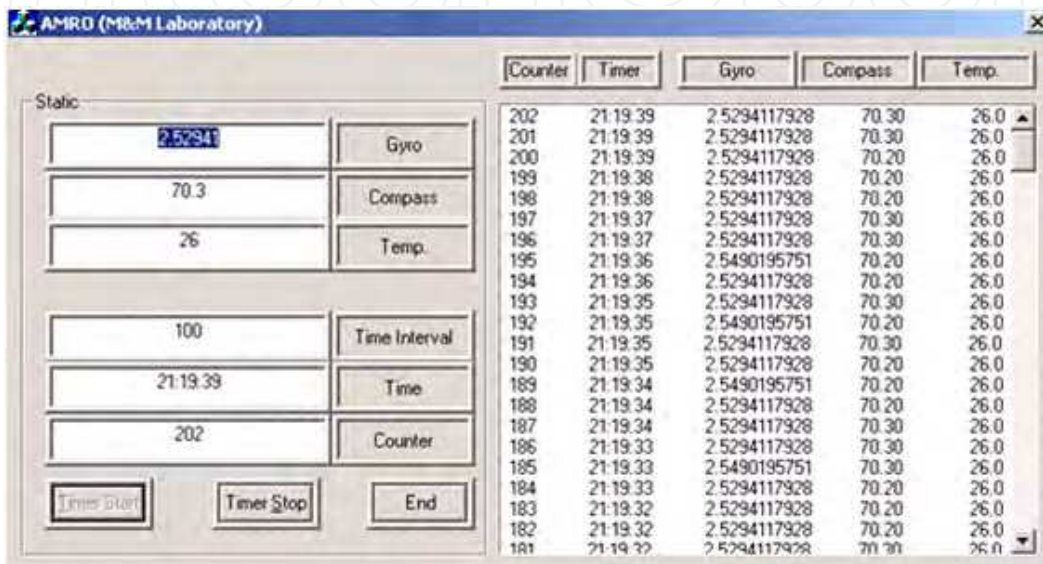 AMRO (M&M Laboratory)
Static
2.52941 Gyro
70.3 Compass
26 Temp.
100 Time Interval
21:19:39 Time
202 Counter
Timer Start Timer Stop End
Counter Timer Gyro Compass Temp.
202 21:19:39 2.5294117928 70.30 26.0
201 21:19:39 2.5294117928 70.30 26.0
200 21:19:39 2.5294117928 70.20 26.0
199 21:19:38 2.5294117928 70.20 26.0
198 21:19:38 2.5294117928 70.20 26.0
197 21:19:37 2.5294117928 70.30 26.0
196 21:19:37 2.5294117928 70.30 26.0
195 21:19:36 2.5490195751 70.20 26.0
194 21:19:36 2.5294117928 70.20 26.0
193 21:19:35 2.5294117928 70.30 26.0
192 21:19:35 2.5490195751 70.20 26.0
191 21:19:35 2.5294117928 70.30 26.0
190 21:19:35 2.5294117928 70.20 26.0
189 21:19:34 2.5490195751 70.20 26.0
188 21:19:34 2.5294117928 70.20 26.0
187 21:19:34 2.5294117928 70.30 26.0
186 21:19:33 2.5294117928 70.30 26.0
185 21:19:33 2.5490195751 70.30 26.0
184 21:19:33 2.5294117928 70.20 26.0
183 21:19:32 2.5294117928 70.20 26.0
182 21:19:32 2.5294117928 70.20 26.0
181 21:19:32 2.5294117928 70.30 26.0